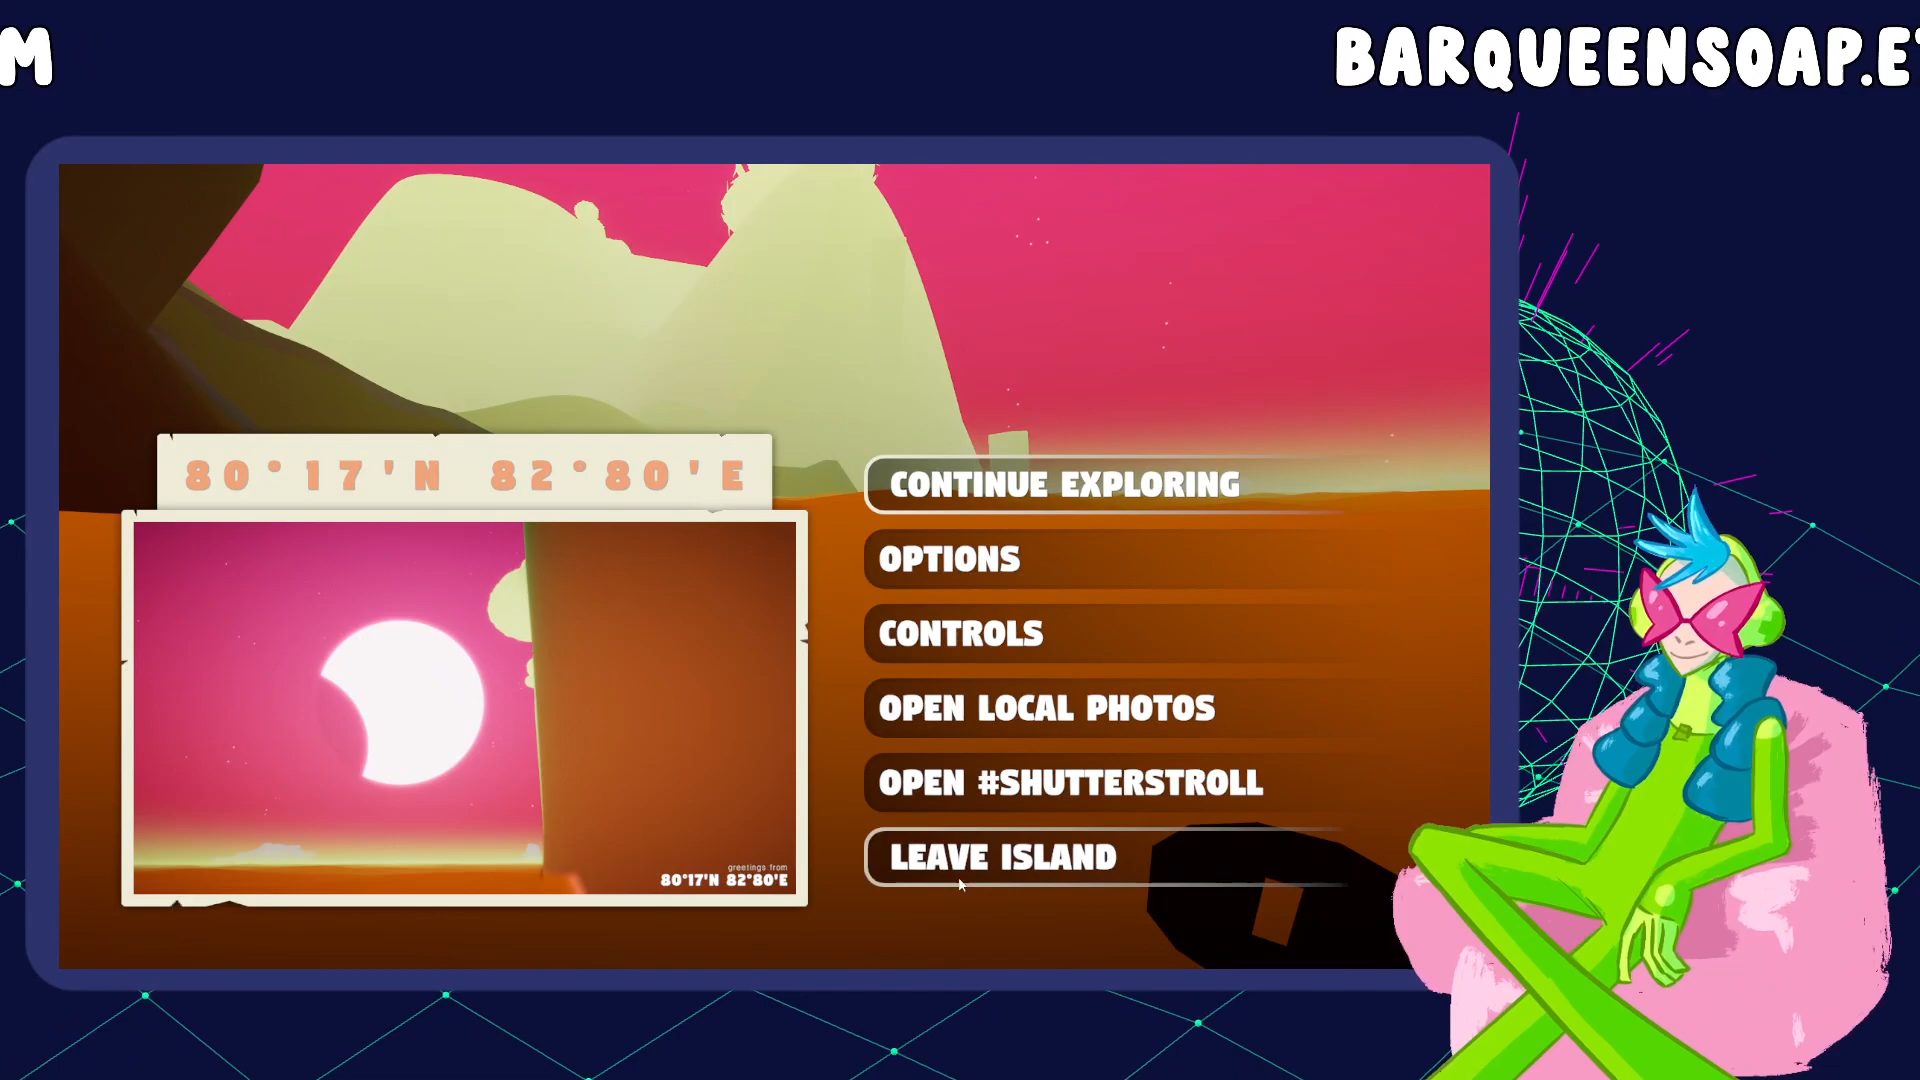 M
BARQUEENSOAP.ET
80°17'N 82°80'E
CONTINUE EXPLORING
OPTIONS
CONTROLS
OPEN LOCAL PHOTOS
OPEN #SHUTTERSTROLL
LEAVE ISLAND
greetings from
80°17'N 82°80'E